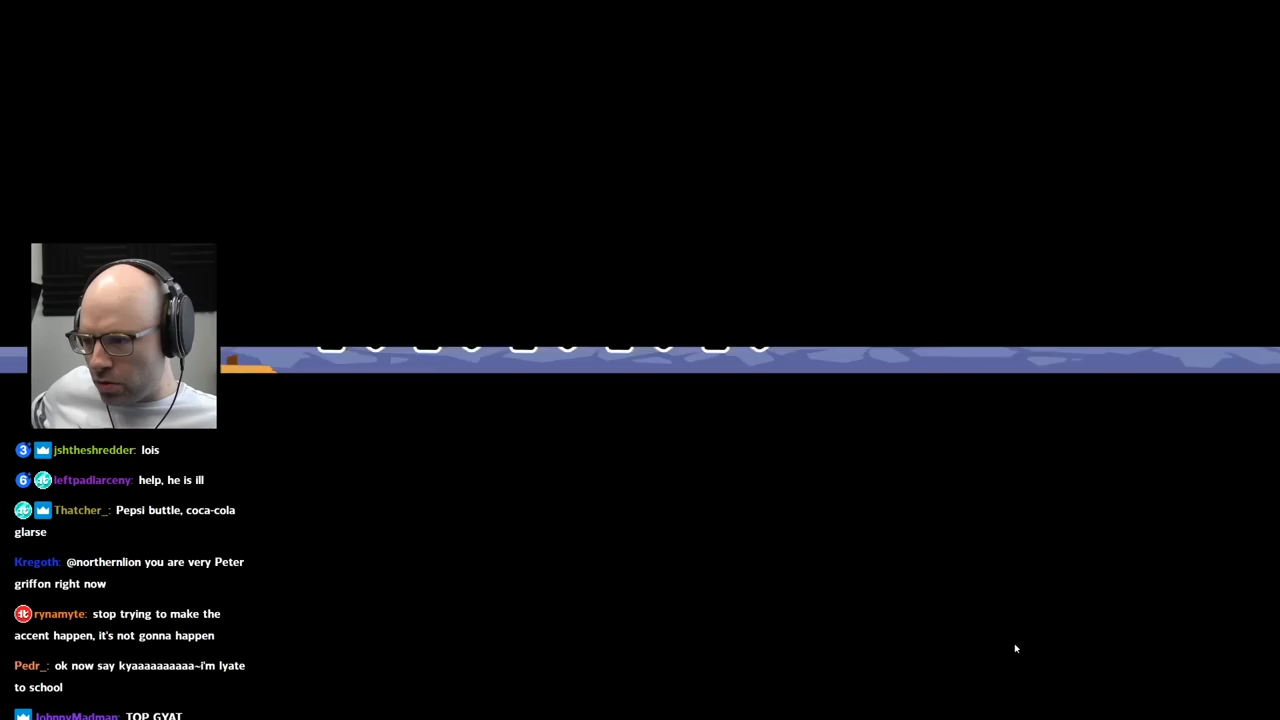 3 jshtheshredder: lois
6 leftpadlarceny: help, he is ill
Thatcher_: Pepsi buttle, coca-cola
glarse
Kregoth: @northernlion you are very Peter
griffon right now
rynamyte: stop trying to make the
accent happen, it's not gonna happen
Pedr_: ok now say kyaaaaaaaaaa~i'm lyate
to school
JohnnyMadman: TOP GYAT